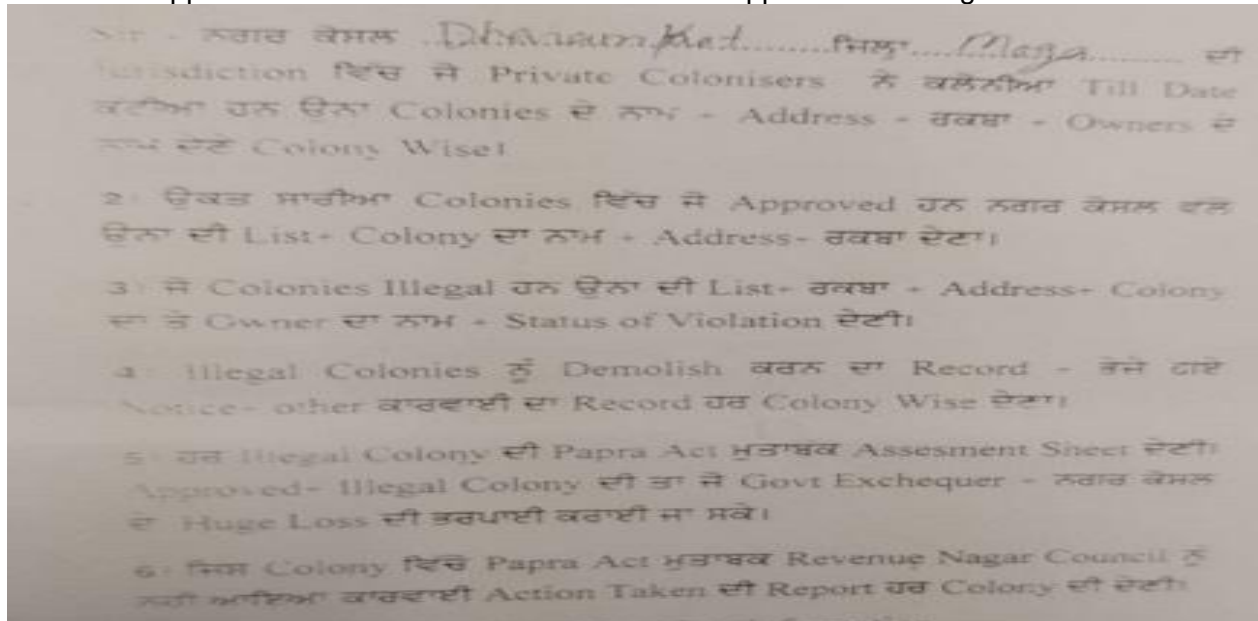 Sir - ਨਗਰ ਕੌਸਲ ..Dharamkot........ਜਿਲਾ....Moga........... ਦੀ
Jurisdiction ਵਿੱਚ ਜੋ Private Colonisers ਨੇ ਕਲੋਨੀਆ Till Date
ਕਟੀਆ ਹਨ ਉਨਾ Colonies ਦੇ ਨਾਮ - Address - ਰਕਬਾ - Owners ਦੇ
ਨਾਮ ਦੇਣੇ Colony Wise।
2: ਉਕਤ ਸਾਰੀਆ Colonies ਵਿੱਚ ਜੋ Approved ਹਨ ਨਗਰ ਕੌਸਲ ਵਲ
ਉਨਾ ਦੀ List+ Colony ਦਾ ਨਾਮ + Address- ਰਕਬਾ ਦੇਣਾ।
3: ਜੋ Colonies Illegal ਹਨ ਉਨਾ ਦੀ List- ਰਕਬਾ + Address+ Colony
ਦਾ ਤੇ Owner ਦਾ ਨਾਮ + Status of Violation ਦੇਣੀ।
4: Illegal Colonies ਨੂੰ Demolish ਕਰਨ ਦਾ Record - ਭੇਜੇ ਗਏ
Notice- other ਕਾਰਵਾਈ ਦਾ Record ਹਰ Colony Wise ਦੇਣਾ।
5: ਹਰ Illegal Colony ਦੀ Papra Act ਮੁਤਾਬਕ Assesment Sheet ਦੇਣੀ।
Approved- Illegal Colony ਦੀ ਤਾ ਜੋ Govt Exchequer - ਨਗਰ ਕੌਸਲ
ਦੇ Huge Loss ਦੀ ਭਰਪਾਈ ਕਰਾਈ ਜਾ ਸਕੇ।
6: ਜਿਸ Colony ਵਿਚੋ Papra Act ਮੁਤਾਬਕ Revenue Nagar Council ਨੂੰ
ਨਹੀ ਆਇਆ ਕਾਰਵਾਈ Action Taken ਦੀ Report ਹਰ Colony ਦੀ ਦੇਣੀ।